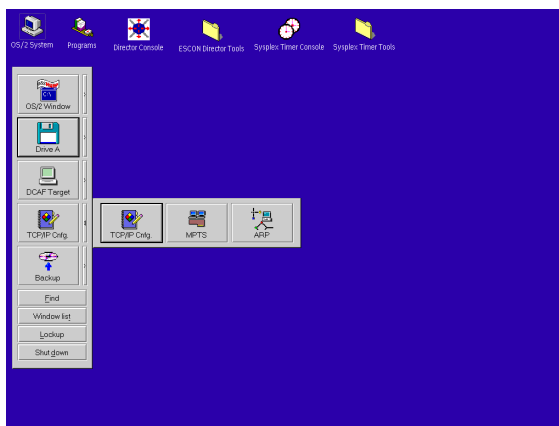 OS/2 System
Programs
Director Console
ESCON Director Tools
Sysplex Timer Console
Sysplex Timer Tools
OS/2 Window
Drive A
DCAF Target
TCP/IP Cnfg.
TCP/IP Cnfg.
MPTS
ARP
Backup
Find
Window list
Lockup
Shut down